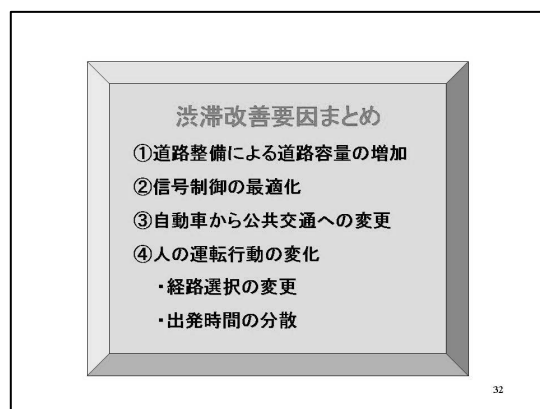 渋滞改善要因まとめ
①道路整備による道路容量の増加
②信号制御の最適化
③自動車から公共交通への変更
④人の運転行動の変化
・経路選択の変更
・出発時間の分散
32